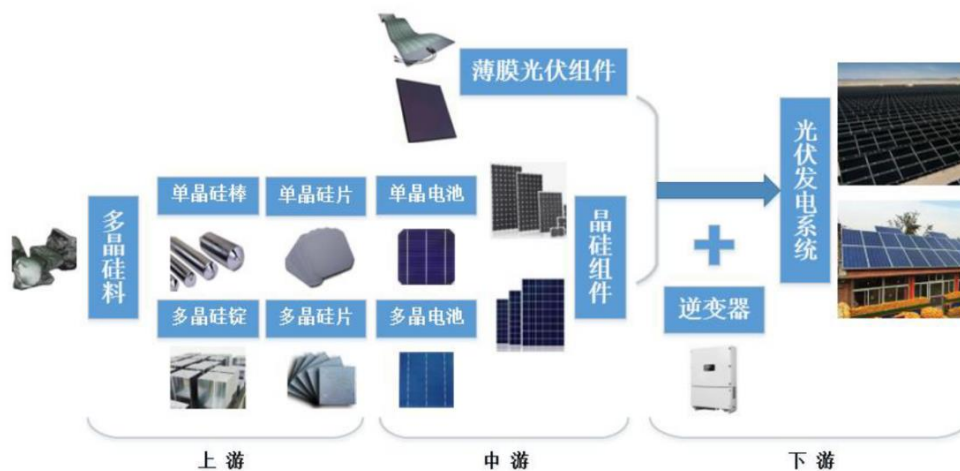 薄膜光伏组件
多晶硅料
单晶硅棒
单晶硅片
单晶电池
多晶硅锭
多晶硅片
多晶电池
晶硅组件
逆变器
光伏发电系统
上游
中游
下游